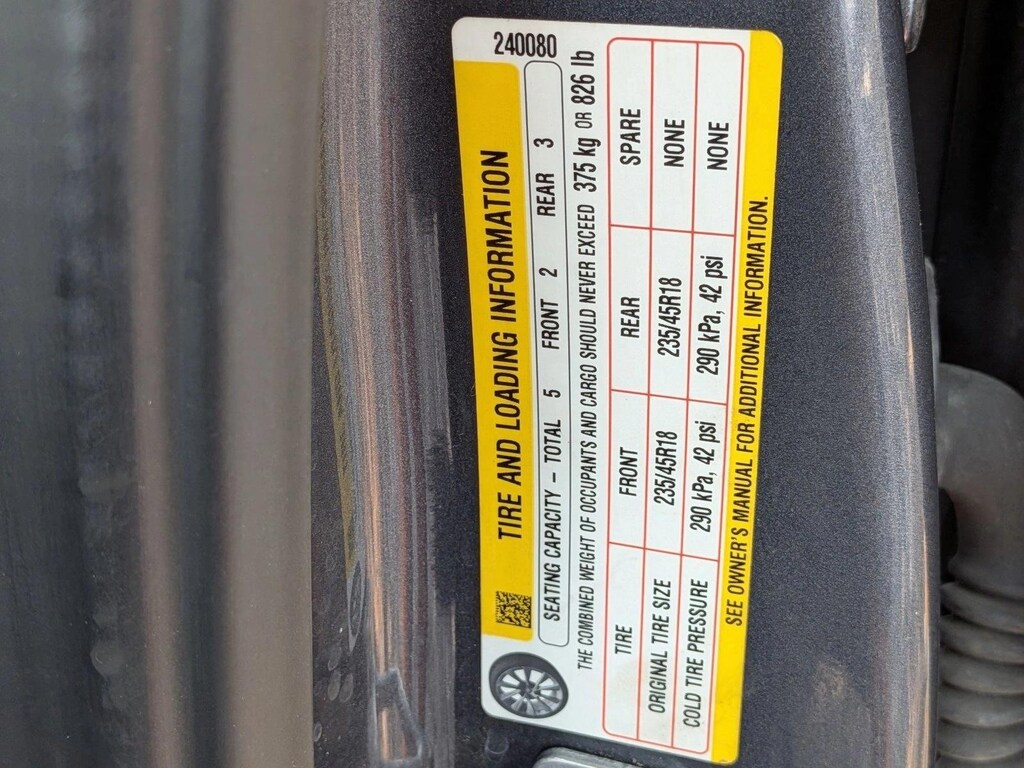 240080
TIRE AND LOADING INFORMATION
SEATING CAPACITY – TOTAL 5 FRONT 2 REAR 3
THE COMBINED WEIGHT OF OCCUPANTS AND CARGO SHOULD NEVER EXCEED 375 kg OR 826 lb
TIRE FRONT REAR SPARE
ORIGINAL TIRE SIZE 235/45R18 235/45R18 NONE
COLD TIRE PRESSURE 290 kPa, 42 psi 290 kPa, 42 psi NONE
SEE OWNER'S MANUAL FOR ADDITIONAL INFORMATION.